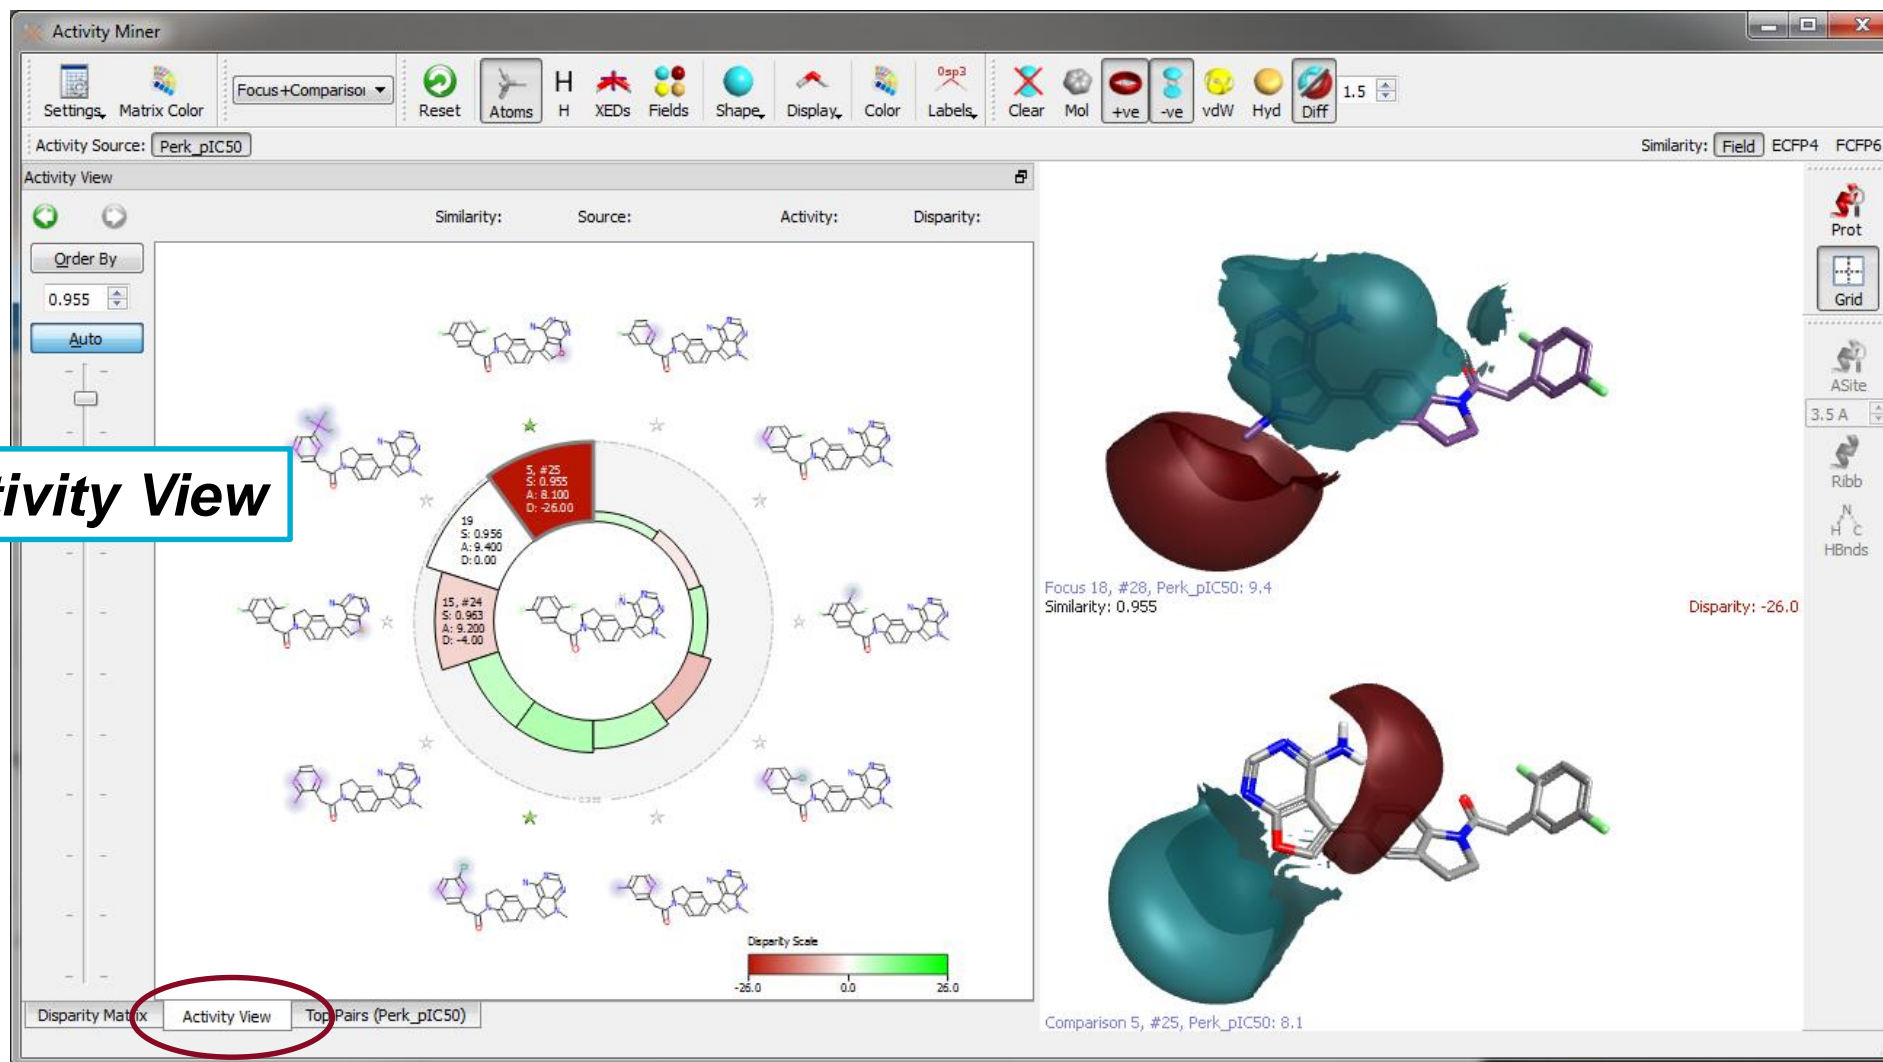 Activity Miner
Settings Matrix Color
Focus+Compariso
Reset Atoms H H XEDs Fields Shape Display Color 0sp3 Labels Clear Mol +ve -ve vdW Hyd Diff 1.5
Activity Source: Perk_pIC50
Similarity: Field ECFP4 FCFP6
Activity View
Similarity: Source: Activity: Disparity:
Order By
0.955
Auto
tivity View
5, #25
S: 0.955
A: 8.100
D: -26.00
19
S: 0.956
A: 9.400
D: 0.00
15, #24
S: 0.963
A: 9.200
D: -4.00
Disparity Scale
-26.0 0.0 26.0
Disparity Matrix Activity View Top Pairs (Perk_pIC50)
Focus 18, #28, Perk_pIC50: 9.4
Similarity: 0.955
Disparity: -26.0
Comparison 5, #25, Perk_pIC50: 8.1
Prot
Grid
ASite
3.5 A
Ribb
N
H C
HBnds